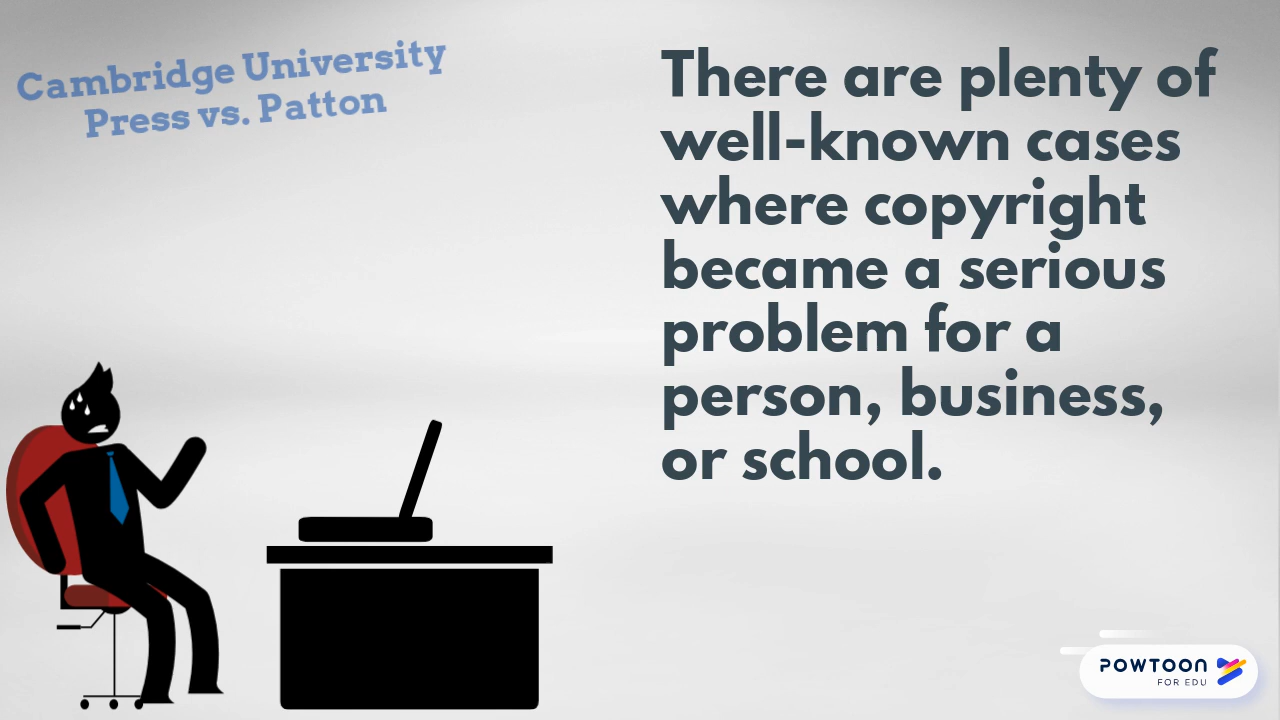 Cambridge University
Press vs. Patton
There are plenty of
well-known cases
where copyright
became a serious
problem for a
person, business,
or school.
POWTOON
FOR EDU